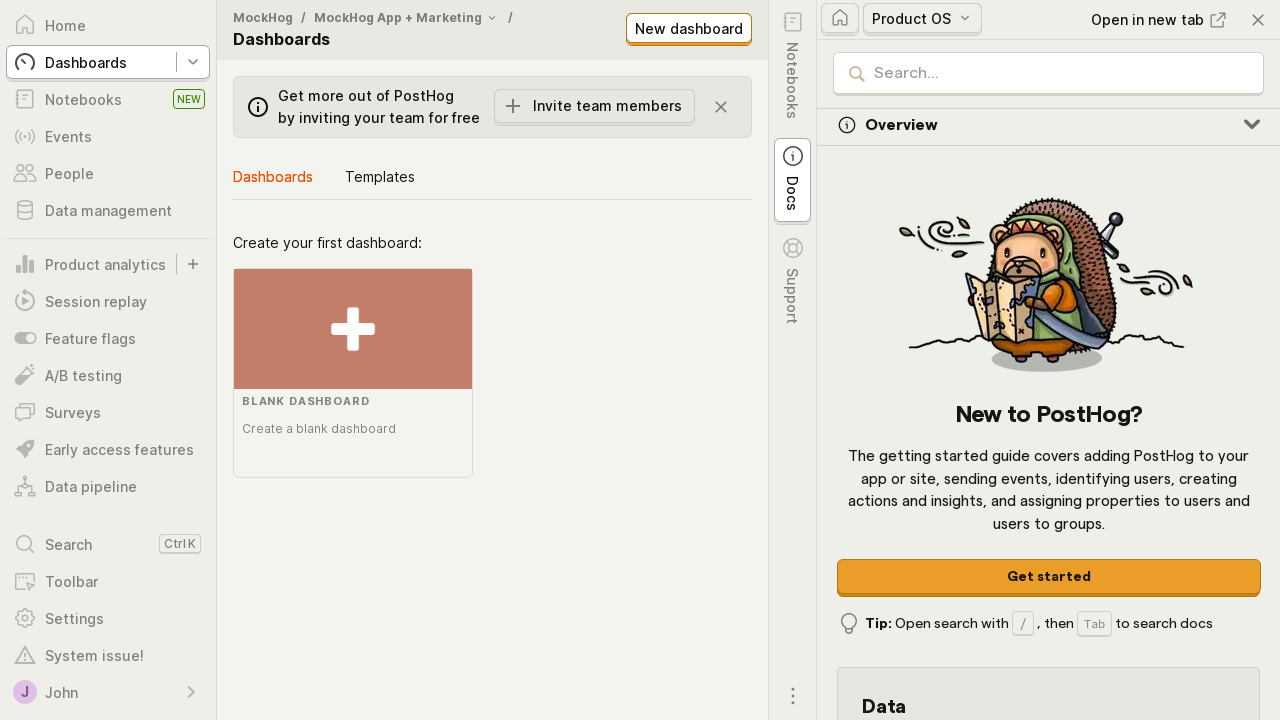 Home
Dashboards
Notebooks
NEW
Events
People
Data management
Product analytics
Session replay
Feature flags
A/B testing
Surveys
Early access features
Data pipeline
Search
Ctrl K
Toolbar
Settings
System issue!
J
John
MockHog / MockHog App + Marketing /
Dashboards
New dashboard
Get more out of PostHog
by inviting your team for free
Invite team members
Dashboards
Templates
Create your first dashboard:
BLANK DASHBOARD
Create a blank dashboard
Notebooks
Docs
Support
Product OS
Open in new tab
Search...
Overview
New to PostHog?
The getting started guide covers adding PostHog to your
app or site, sending events, identifying users, creating
actions and insights, and assigning properties to users and
users to groups.
Get started
Tip: Open search with / , then Tab to search docs
Data